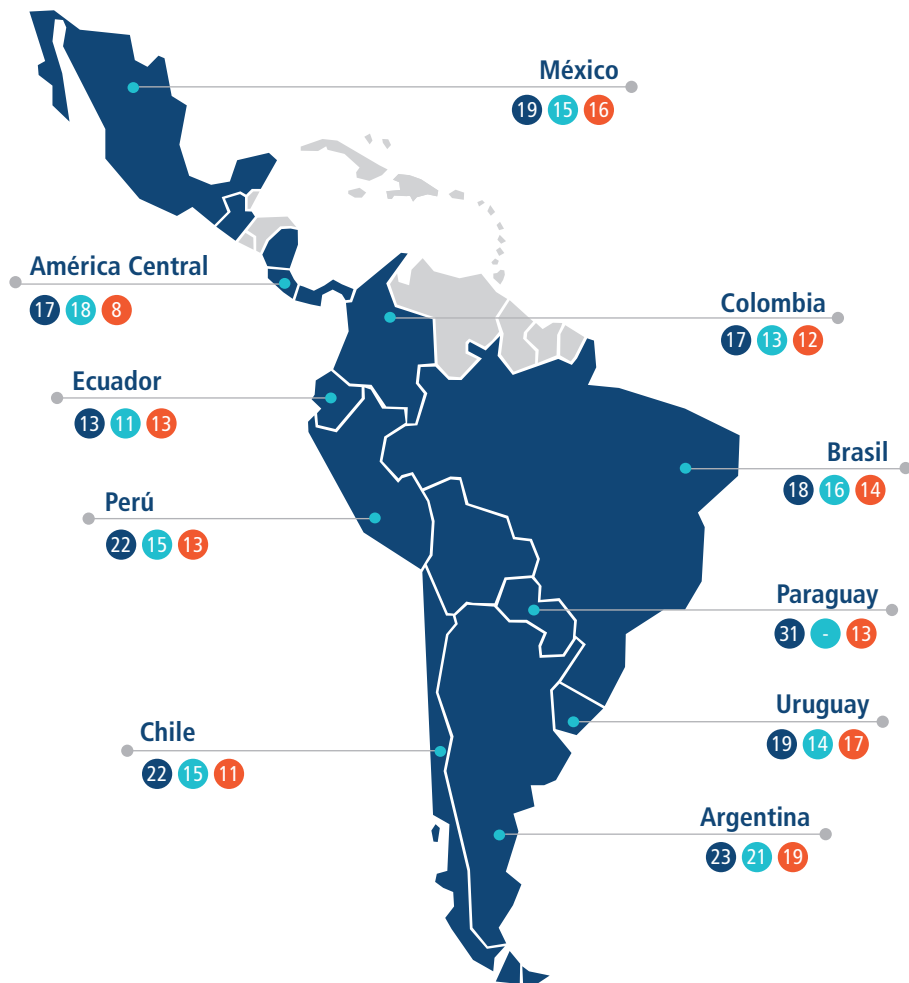 México
19 15 16
América Central
17 18 8
Colombia
17 13 12
Ecuador
13 11 13
Brasil
18 16 14
Perú
22 15 13
Paraguay
31 - 13
Uruguay
19 14 17
Chile
22 15 11
Argentina
23 21 19